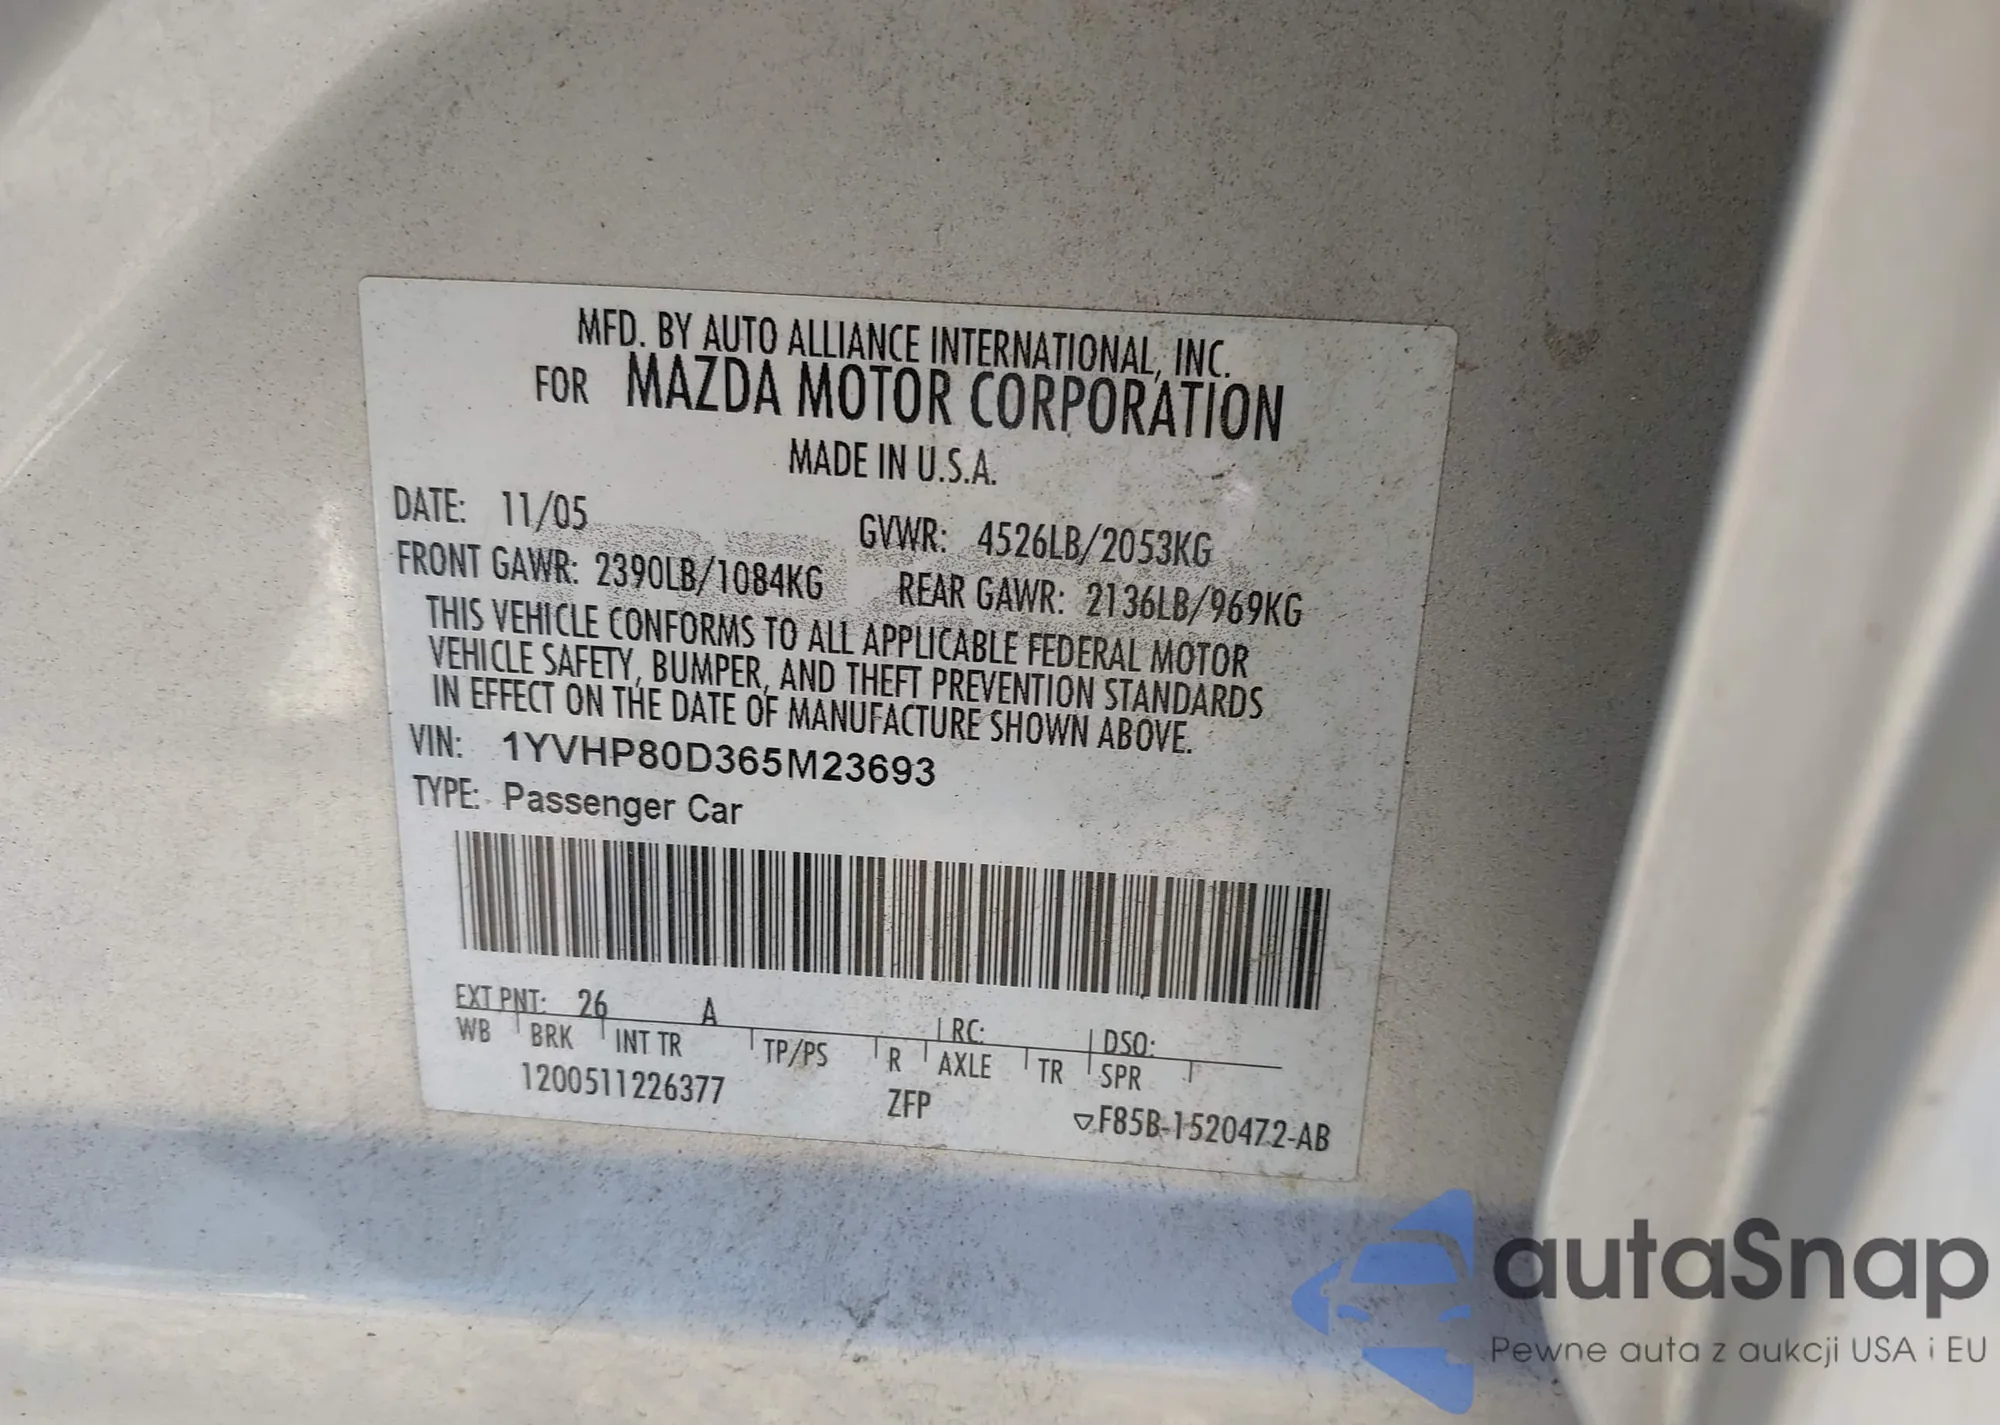 MFD. BY AUTO ALLIANCE INTERNATIONAL, INC.
FOR MAZDA MOTOR CORPORATION
MADE IN U.S.A.
DATE: 11/05 GVWR: 4526LB/2053KG
FRONT GAWR: 2390LB/1084KG REAR GAWR: 2136LB/969KG
THIS VEHICLE CONFORMS TO ALL APPLICABLE FEDERAL MOTOR
VEHICLE SAFETY, BUMPER, AND THEFT PREVENTION STANDARDS
IN EFFECT ON THE DATE OF MANUFACTURE SHOWN ABOVE.
VIN: 1YVHP80D365M23693
TYPE: Passenger Car
EXT PNT: 26 A RC: DSO:
WB BRK INT TR TP/PS R AXLE TR SPR
1200511226377 ZFP ▽F85B-1520472-AB
autaSnap
Pewne auta z aukcji USA i EU